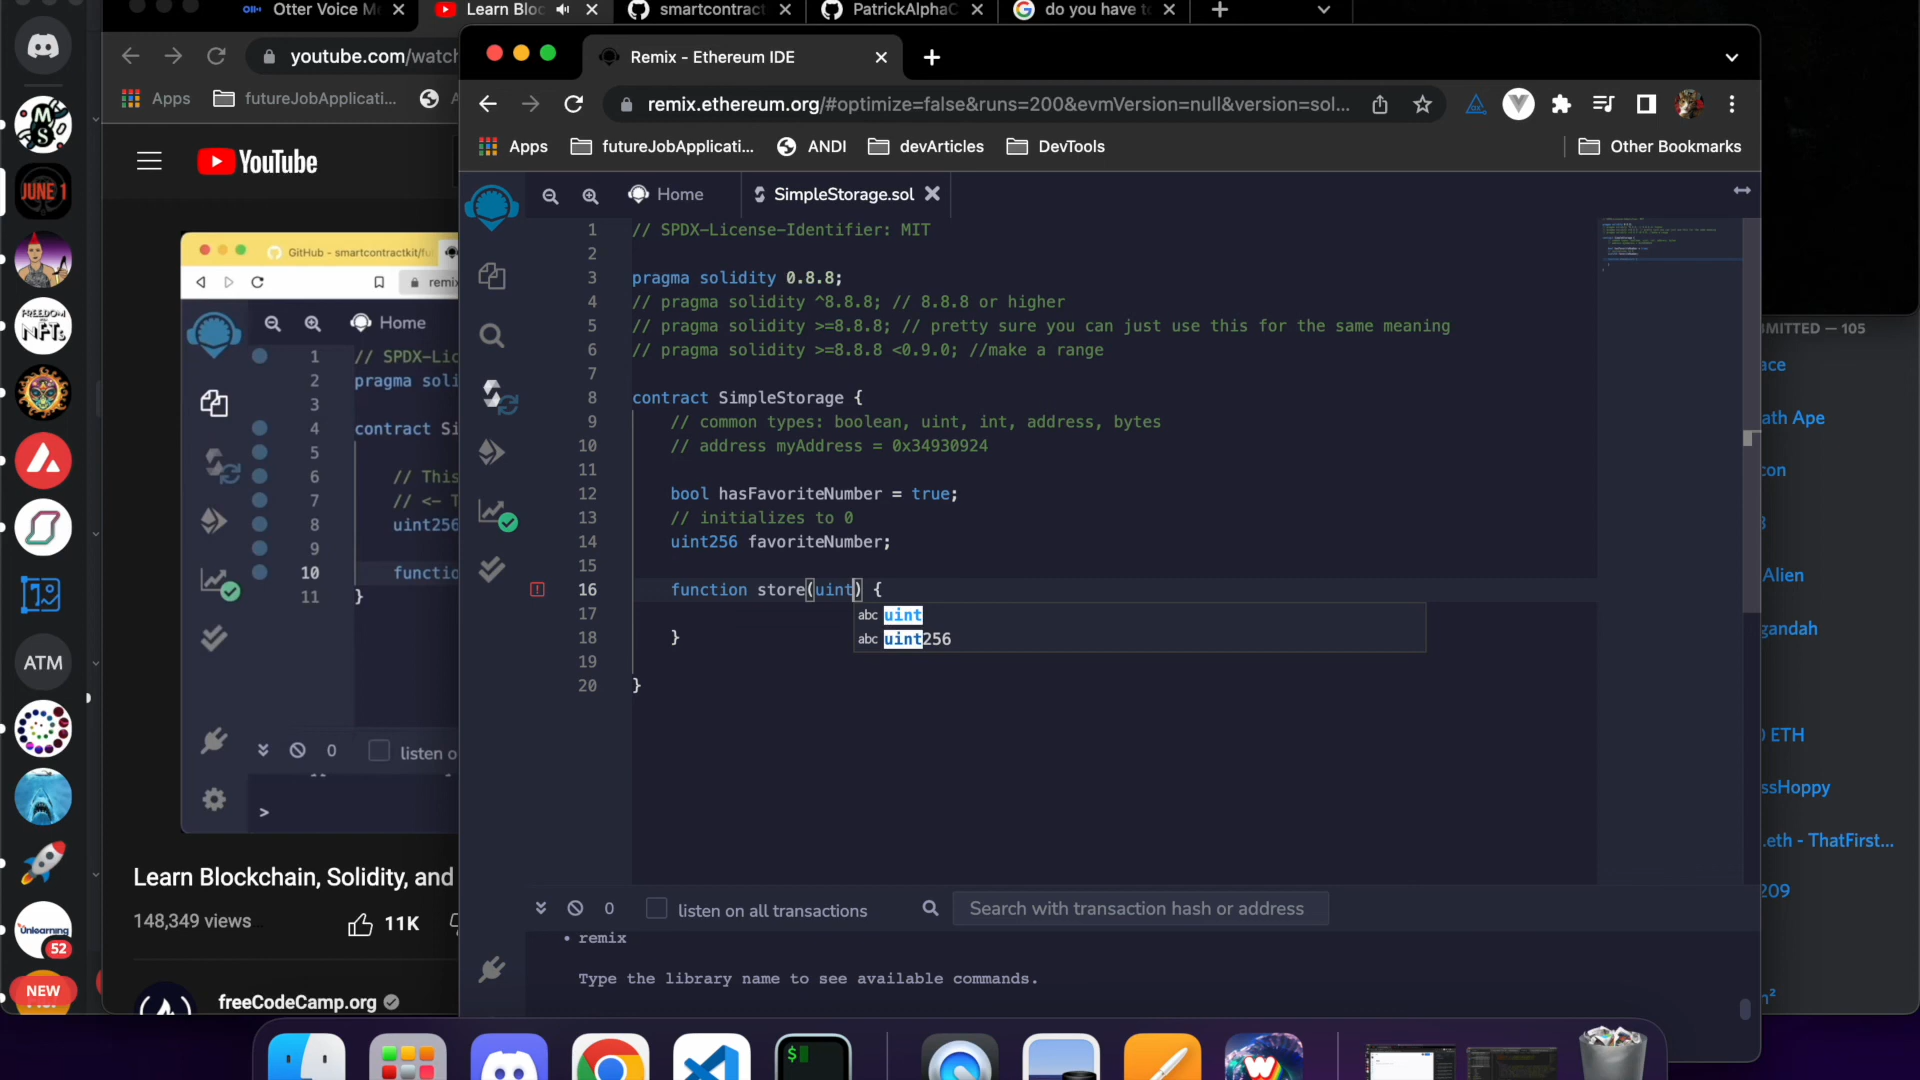 Otter Voice M
Learn Bloc
smartcontract
PatrickAlphaC
do you have to
youtube.com/watch
Apps
futureJobApplicati...
YouTube
GitHub - smartcontractkit/fu
remix
Home
1 // SPDX-Lic
2 pragma soli
3
4 contract Si
5
6 // This
7 // <- T
8 uint256
9
10 functio
11 }
0
listen o
>
Learn Blockchain, Solidity, and
148,349 views
11K
freeCodeCamp.org
JUNE 1
FREEDOM
NFTs
ATM
Unlearning
52
NEW
Remix - Ethereum IDE
remix.ethereum.org/#optimize=false&runs=200&evmVersion=null&version=sol...
Apps
futureJobApplicati...
ANDI
devArticles
DevTools
Other Bookmarks
Home
SimpleStorage.sol
1 // SPDX-License-Identifier: MIT
2
3 pragma solidity 0.8.8;
4 // pragma solidity ^8.8.8; // 8.8.8 or higher
5 // pragma solidity >=8.8.8; // pretty sure you can just use this for the same meaning
6 // pragma solidity >=8.8.8 <0.9.0; //make a range
7
8 contract SimpleStorage {
9 // common types: boolean, uint, int, address, bytes
10 // address myAddress = 0x34930924
11
12 bool hasFavoriteNumber = true;
13 // initializes to 0
14 uint256 favoriteNumber;
15
16 function store(uint) {
abc uint
abc uint256
17
18 }
19
20 }
0
listen on all transactions
Search with transaction hash or address
• remix
Type the library name to see available commands.
MITTED — 105
ace
ath Ape
con
Alien
gandah
ETH
ssHoppy
.eth - ThatFirst...
209
$